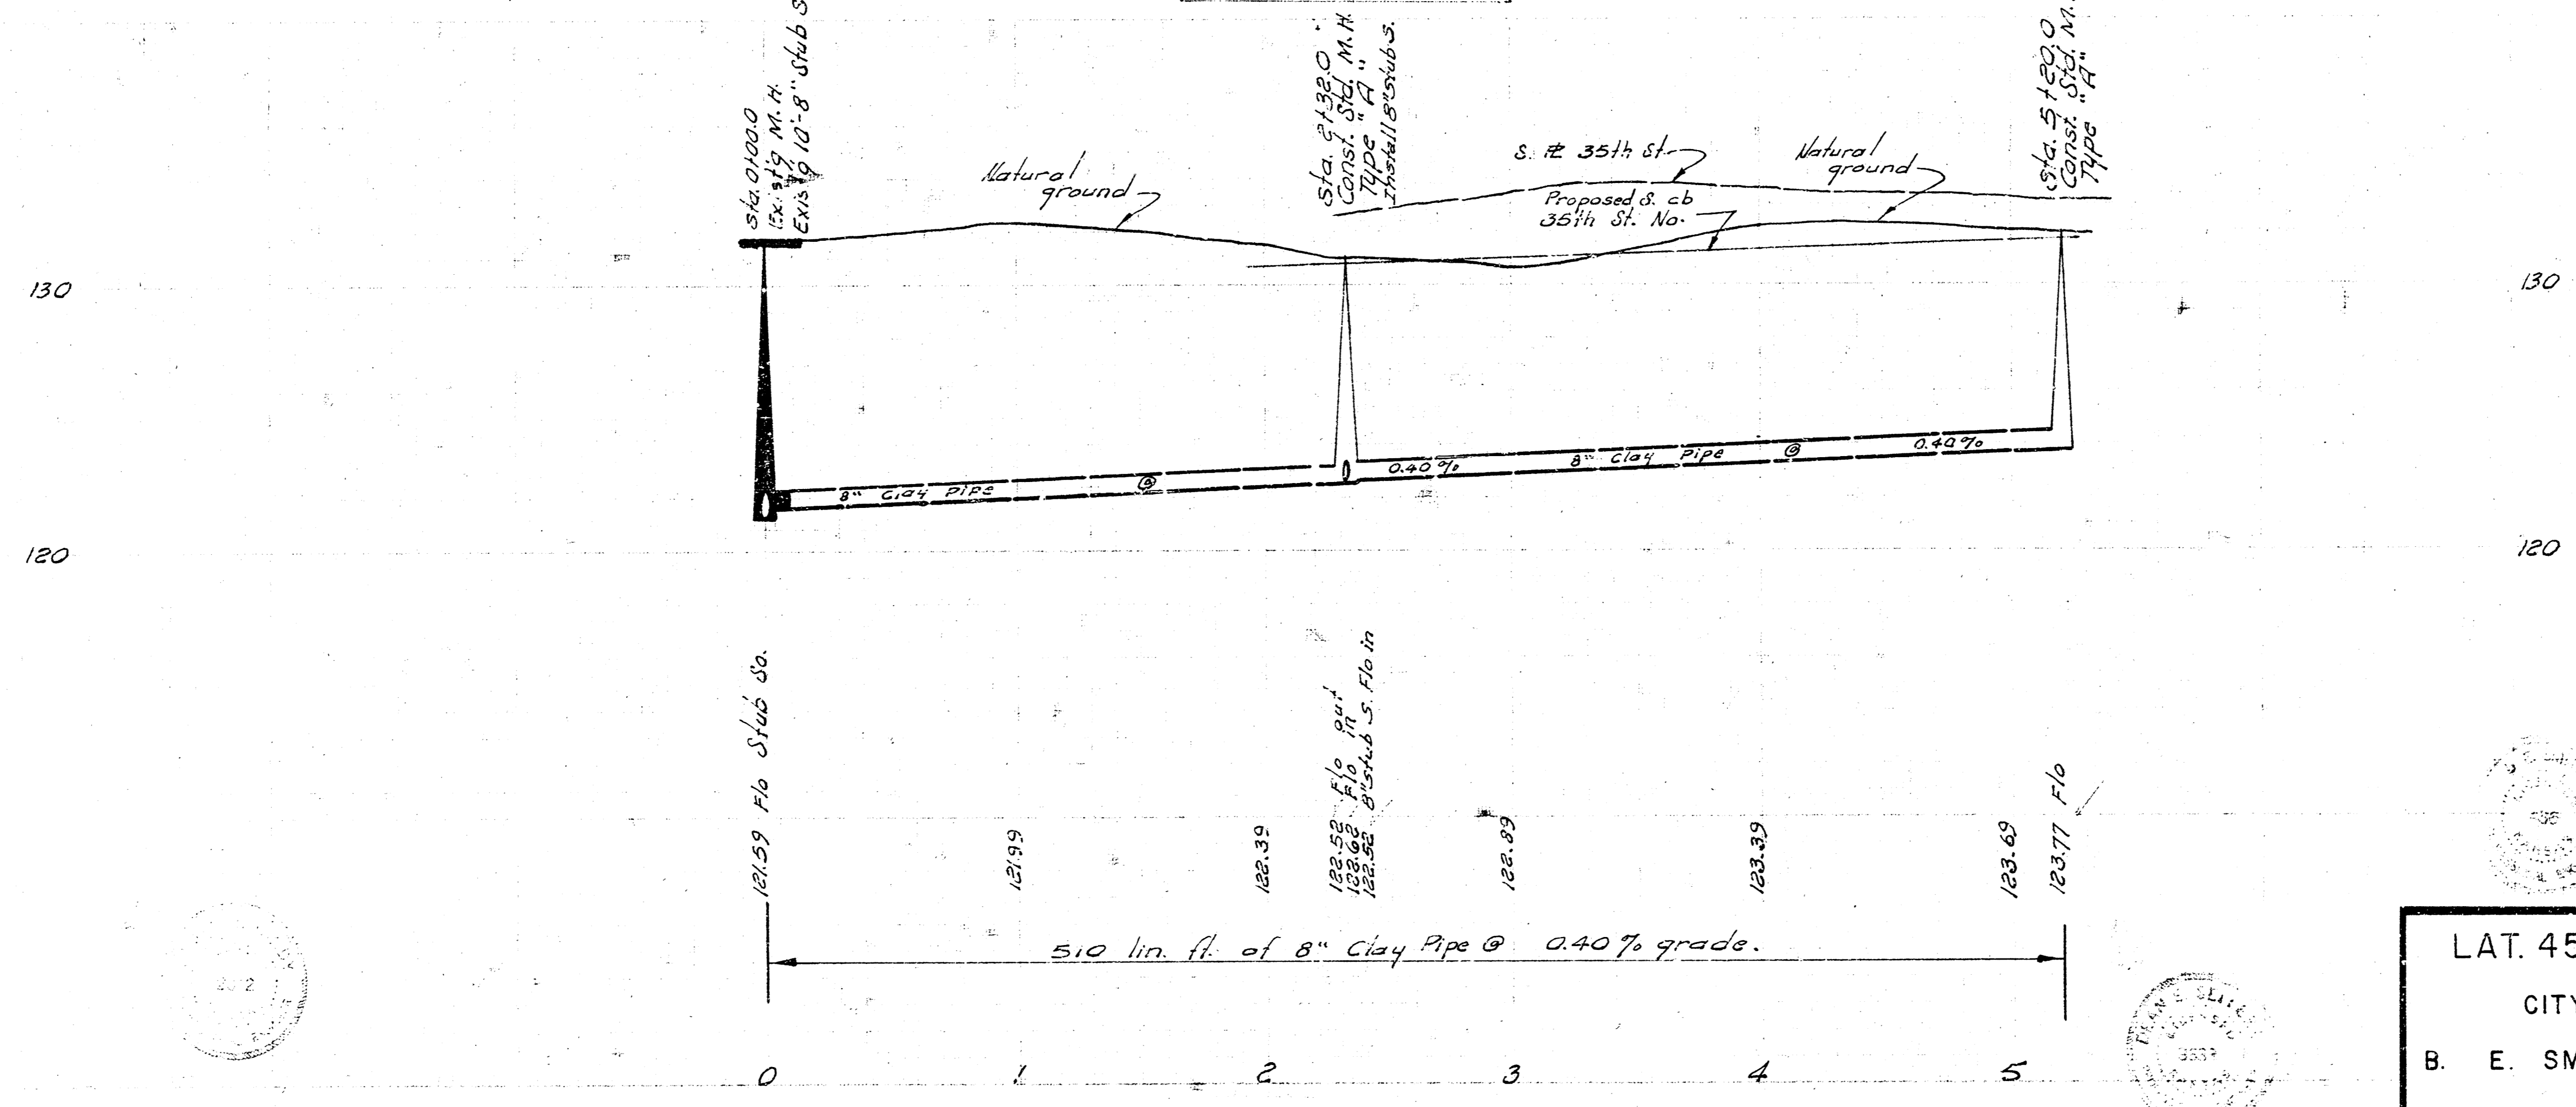 Sta. 0+00.0
Exist'g M.H.
Exist'g 10'-8" Stub S
Sta. 2+32.0
Const. Std. M.H.
Type "A"
Install 8" stub S.
Sta. 5+20.0
Const. Std. M.
Type "A"
Natural
ground
S. ℄ 35th St.
Natural
ground
Proposed S. cb
35th St. No.
130
130
8" Clay Pipe @
0.40% 8" Clay Pipe @ 0.40%
120
120
121.59 Flo Stub So.
121.99
122.39
122.52 Flo out
122.62 Flo in
122.52 8" stub S. Flo in
122.89
123.39
123.69
123.77 Flo
510 lin. ft. of 8" Clay Pipe @ 0.40% grade.
0 1 2 3 4 5
LAT. 45
CITY
B. E. SM